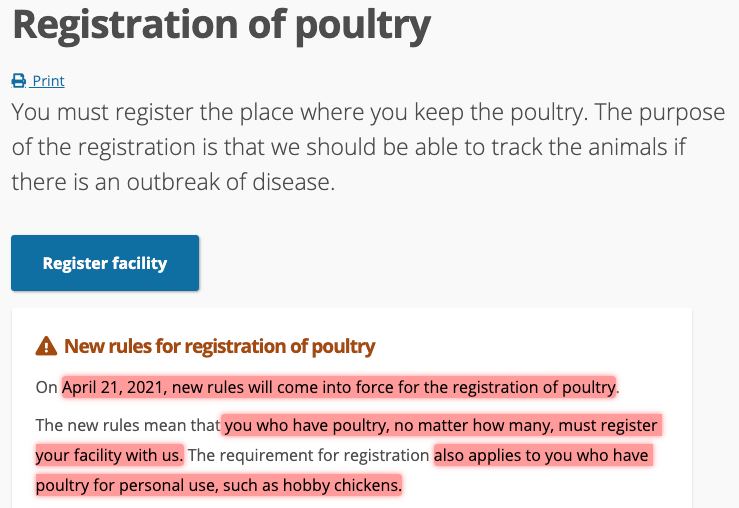 Registration of poultry
Print
You must register the place where you keep the poultry. The purpose
of the registration is that we should be able to track the animals if
there is an outbreak of disease.
Register facility
New rules for registration of poultry
On April 21, 2021, new rules will come into force for the registration of poultry.
The new rules mean that you who have poultry, no matter how many, must register
your facility with us. The requirement for registration also applies to you who have
poultry for personal use, such as hobby chickens.